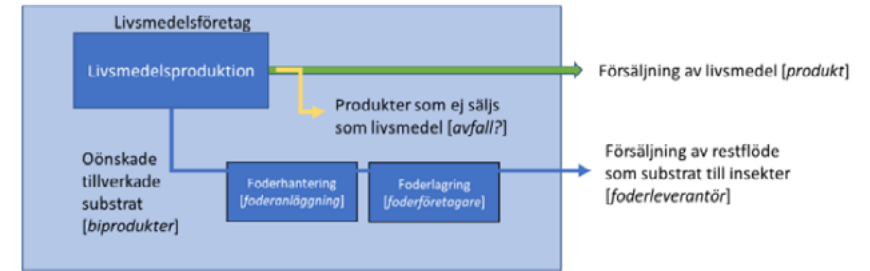 Livsmedelsföretag
Livsmedelsproduktion
Försäljning av livsmedel [produkt]
Produkter som ej säljs
som livsmedel [avfall?]
Oönskade
tillverkade
substrat
[biprodukter]
Foderhantering
[foderanläggning]
Foderlagring
[foderföretagare]
Försäljning av restflöde
som substrat till insekter
[foderleverantör]